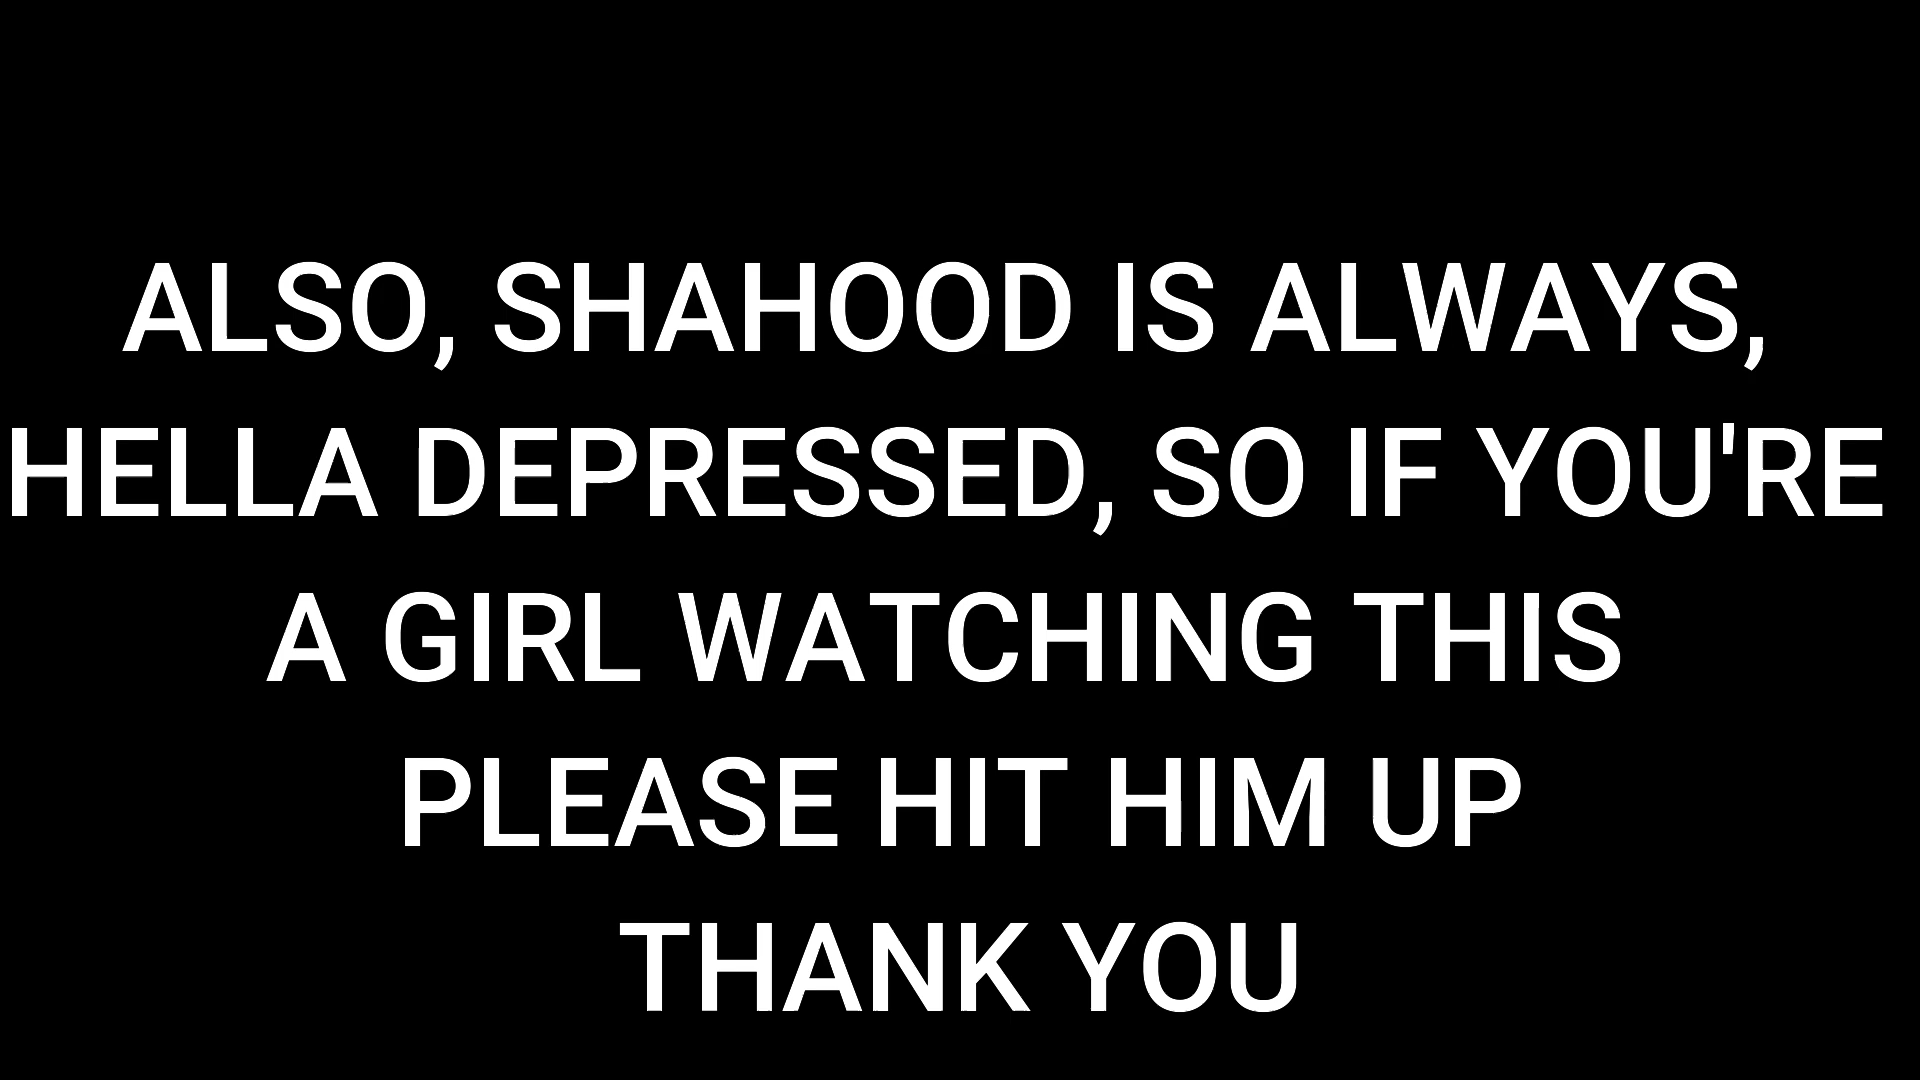 ALSO, SHAHOOD IS ALWAYS,
HELLA DEPRESSED, SO IF YOU'RE
A GIRL WATCHING THIS
PLEASE HIT HIM UP
THANK YOU